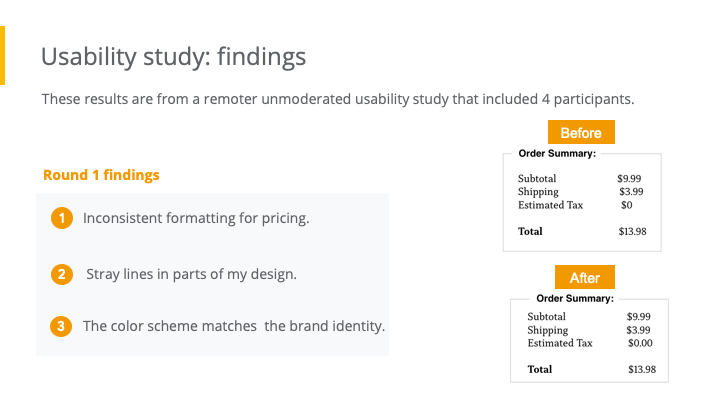 Usability study: findings
These results are from a remoter unmoderated usability study that included 4 participants.
Round 1 findings
1 Inconsistent formatting for pricing.
2 Stray lines in parts of my design.
3 The color scheme matches  the brand identity.
Before
Order Summary:
Subtotal $9.99
Shipping $3.99
Estimated Tax $0
Total $13.98
After
Order Summary:
Subtotal $9.99
Shipping $3.99
Estimated Tax $0.00
Total $13.98